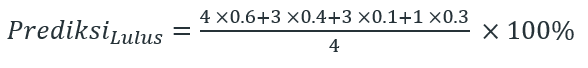 Prediksi_Lulus = (4 ×0.6+3 ×0.4+3 ×0.1+1 ×0.3)/4 × 100%